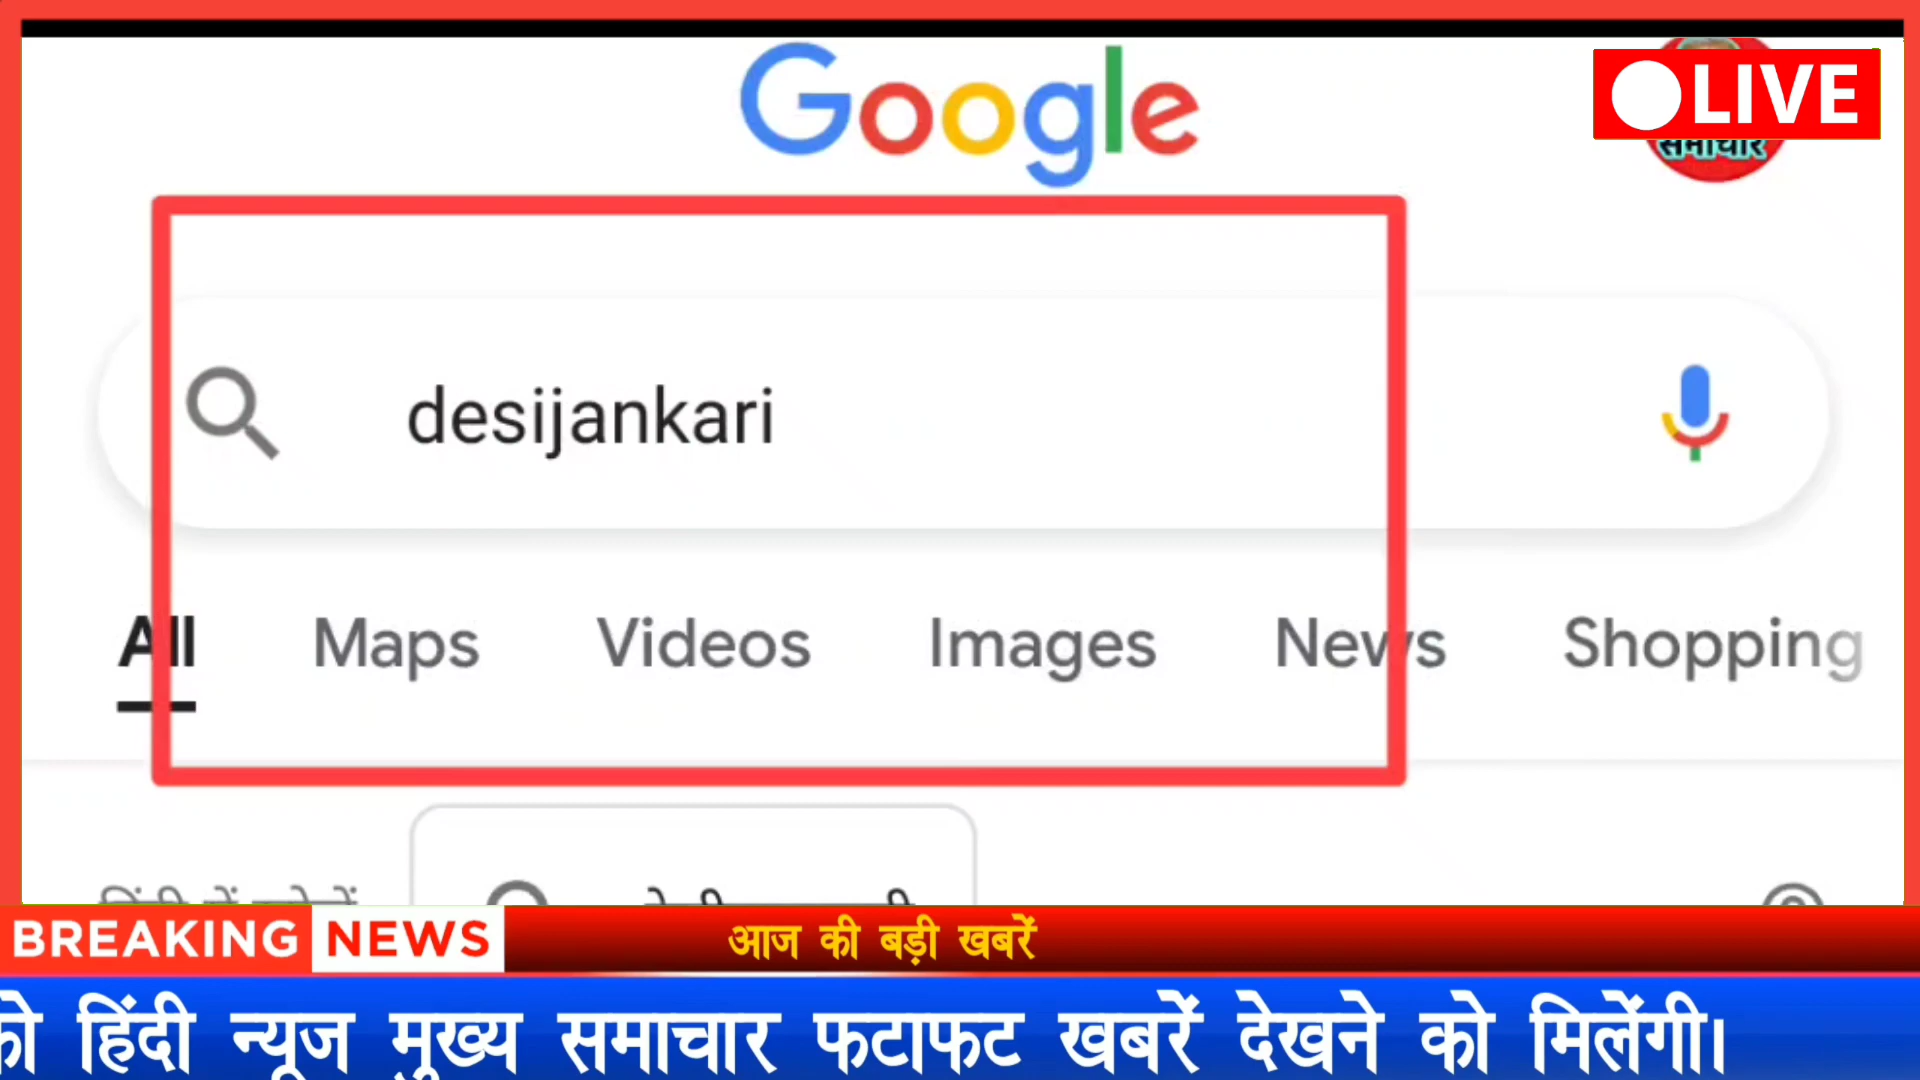 Google
LIVE
समाचार
desijankari
All Maps Videos Images News Shopping
BREAKING NEWS आज की बड़ी खबरें
को हिंदी न्यूज मुख्य समाचार फटाफट खबरें देखने को मिलेंगी।